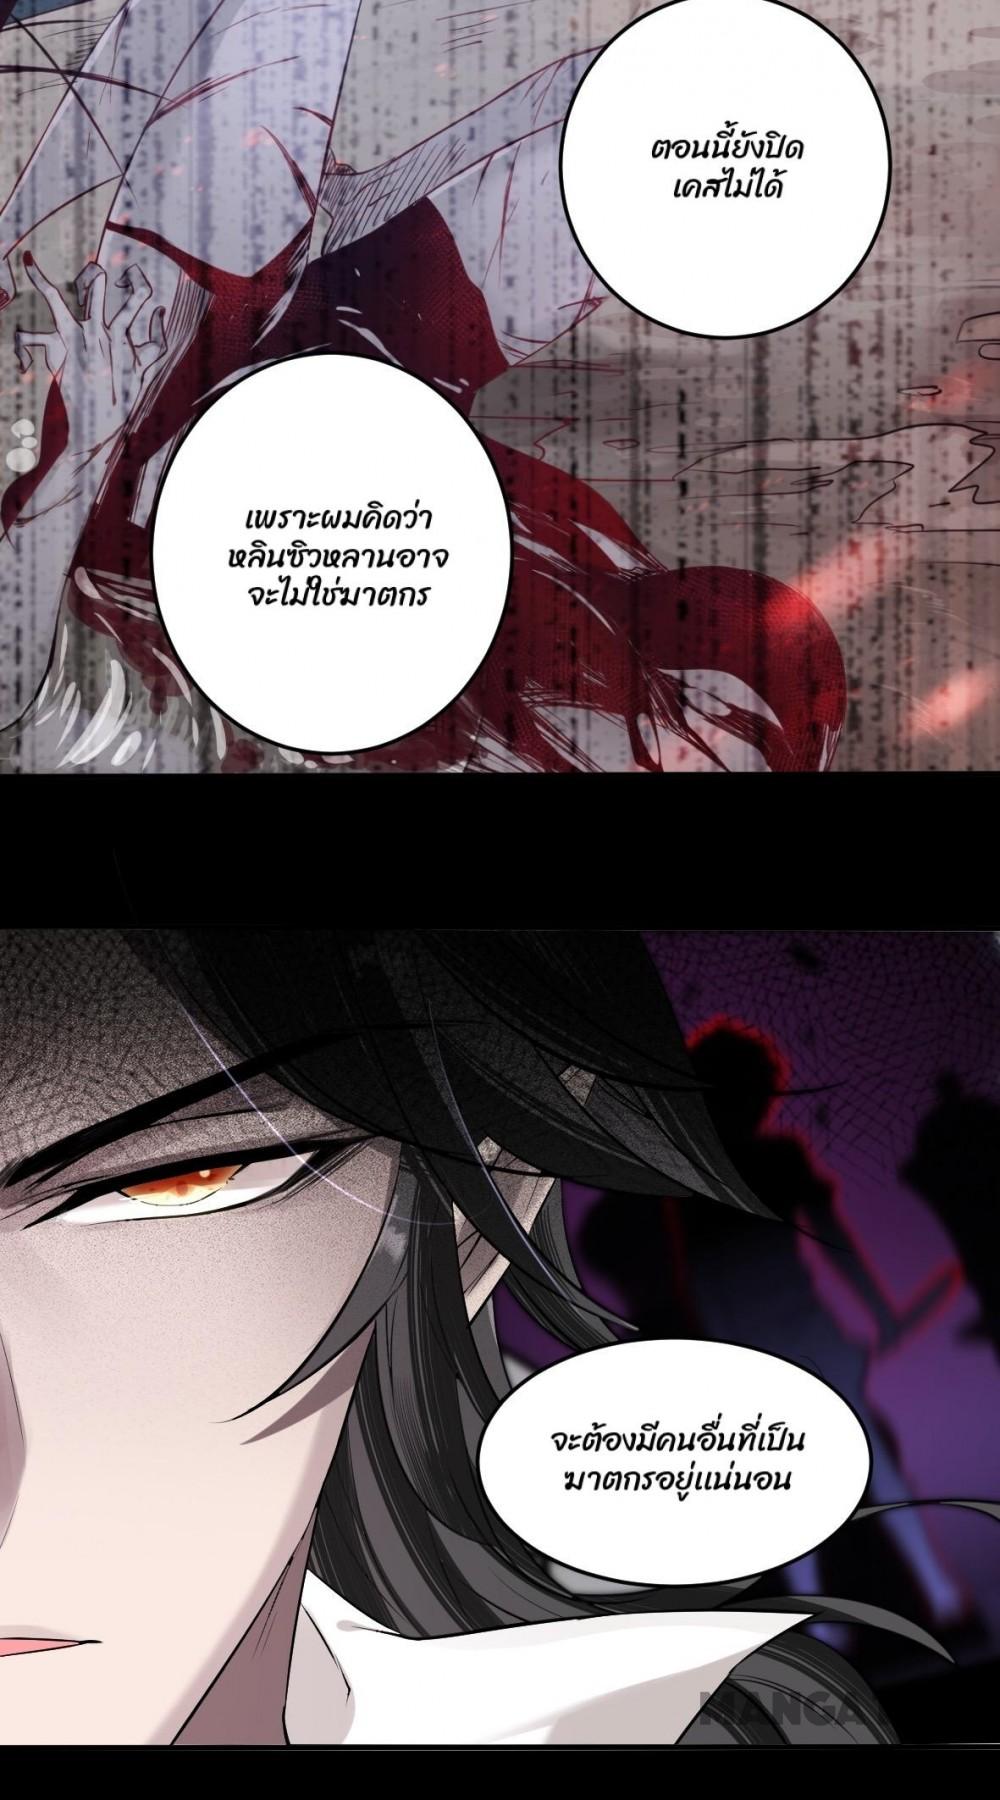 ตอนนี้ยังปิด
เคสไม่ได้
เพราะผมคิดว่า
หลินซิวหลานอาจ
จะไม่ใช่ฆาตกร
จะต้องมีคนอื่นที่เป็น
ฆาตกรอยู่แน่นอน
MANGA